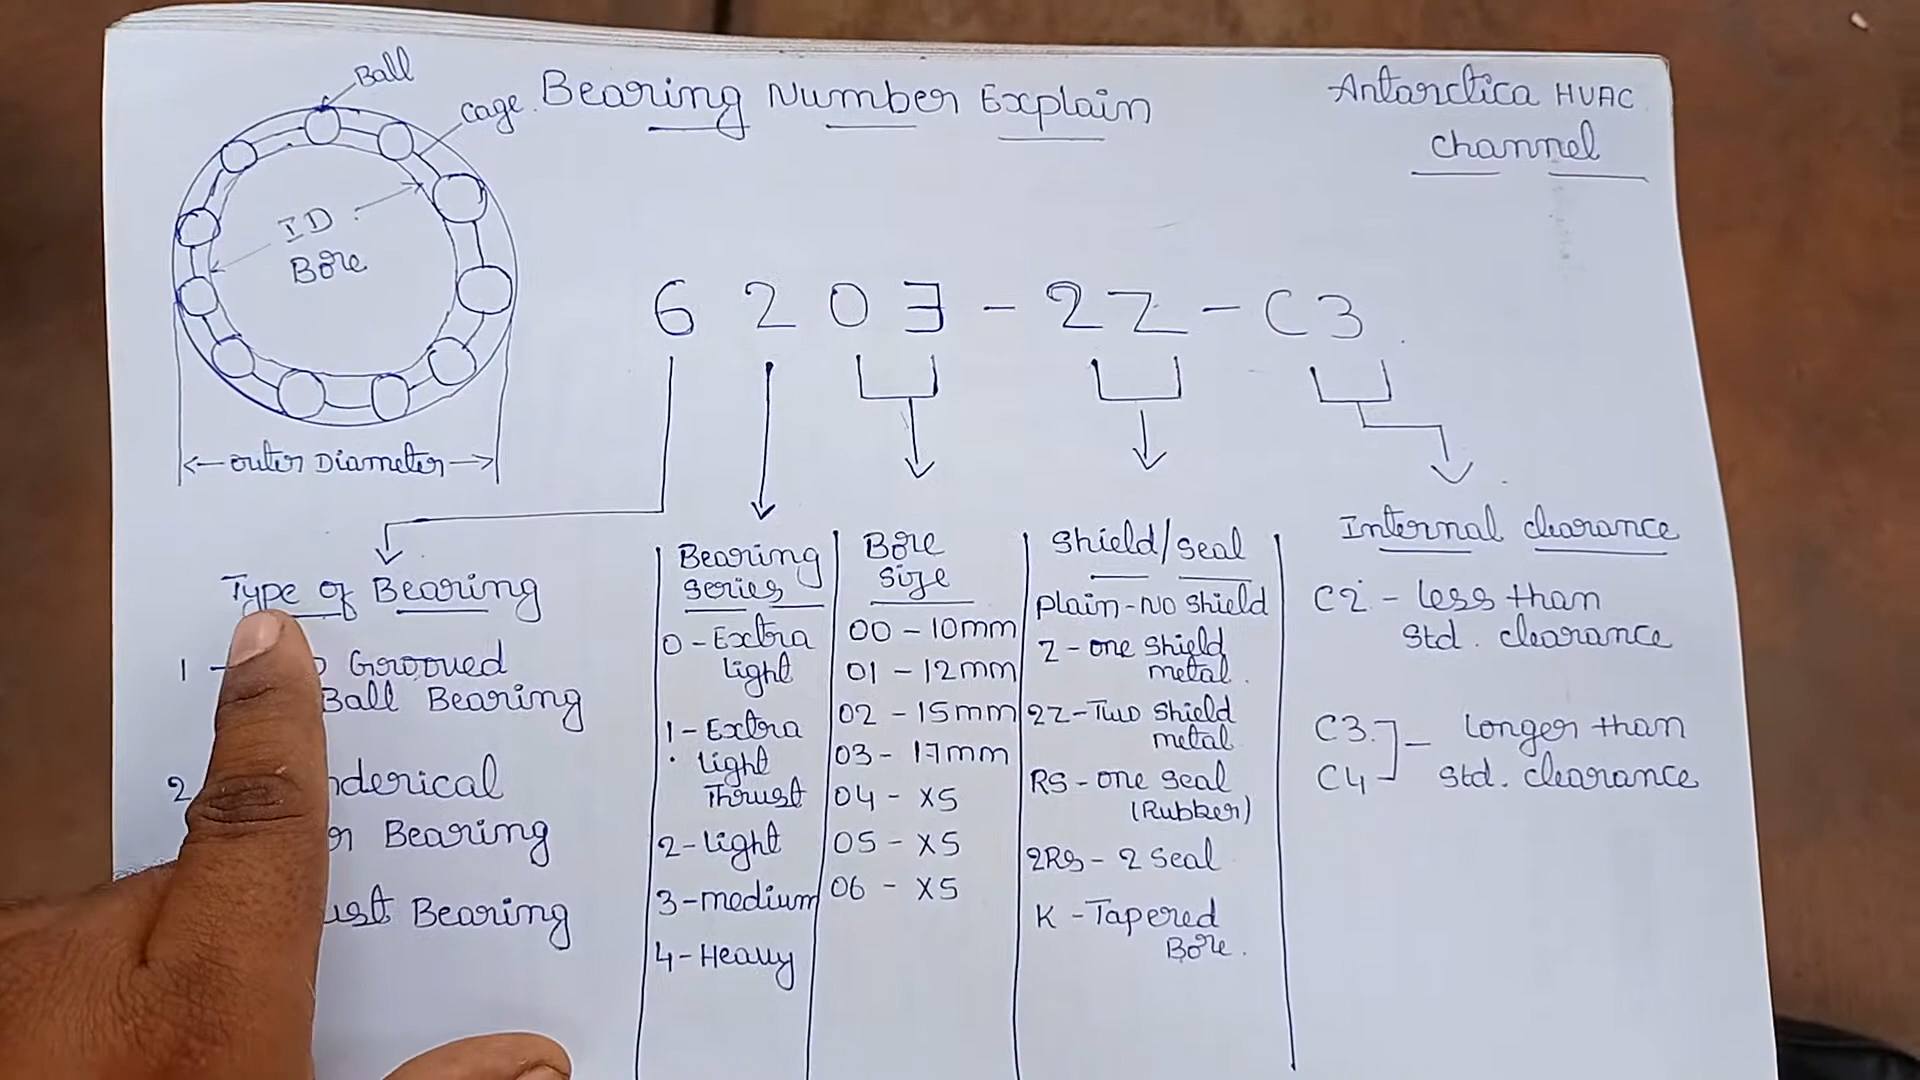 Ball
cage
Bearing Number Explain
Antarctica HVAC
Channel
ID
Bore
6203-2Z-C3
←outer Diameter→
Type of Bearing
1 - Grooved
Ball Bearing
2
Bearing
Bearing
Bearing
Series
0-Extra
light
1-Extra
light
Thrust
2-light
3-medium
4-Heavy
Bore
Size
00-10mm
01-12mm
02-15mm
03-17mm
04-X5
05-X5
06-X5
Shield/Seal
Plain-No Shield
Z-one Shield
metal.
2Z-Two Shield
metal
RS-one Seal
(Rubber)
2RS-2 Seal
K-Tapered
Bore.
Internal clearance
C2-less than
Std. clearance
C3
C4
longer than
std. clearance